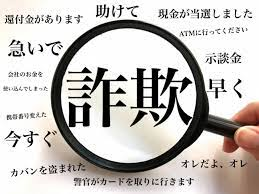 還付金があります
助けて
現金が当選しました
ATMに行ってください
急いで
示談金
会社のお金を
使い込んでしまった
詐欺
早く
携帯番号変えた
今すぐ
オレだよ、オレ
カバンを盗まれた
警官がカードを取りに行きます